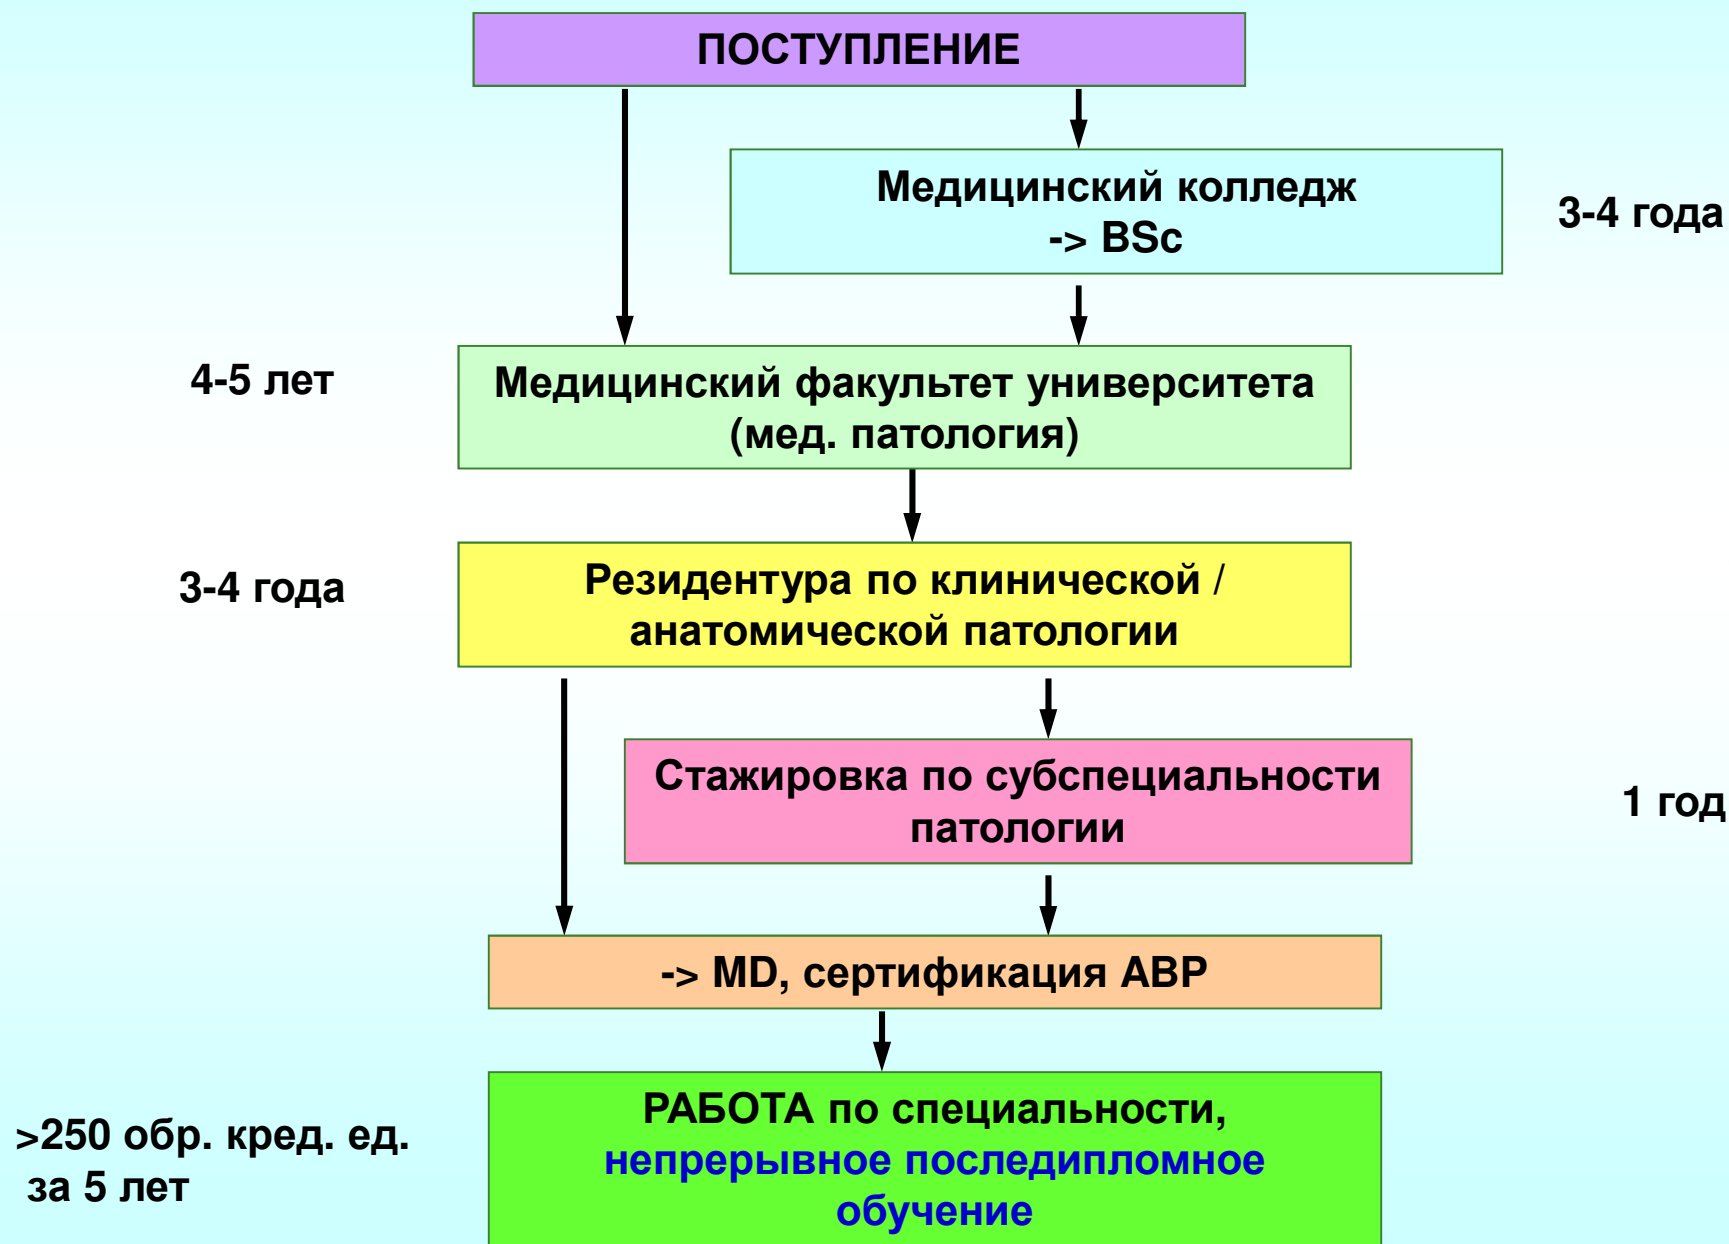 ПОСТУПЛЕНИЕ
Медицинский колледж
-> BSc
3-4 года
4-5 лет
Медицинский факультет университета
(мед. патология)
3-4 года
Резидентура по клинической /
анатомической патологии
Стажировка по субспециальности
патологии
1 год
-> MD, сертификация ABP
>250 обр. кред. ед.
за 5 лет
РАБОТА по специальности,
непрерывное последипломное
обучение